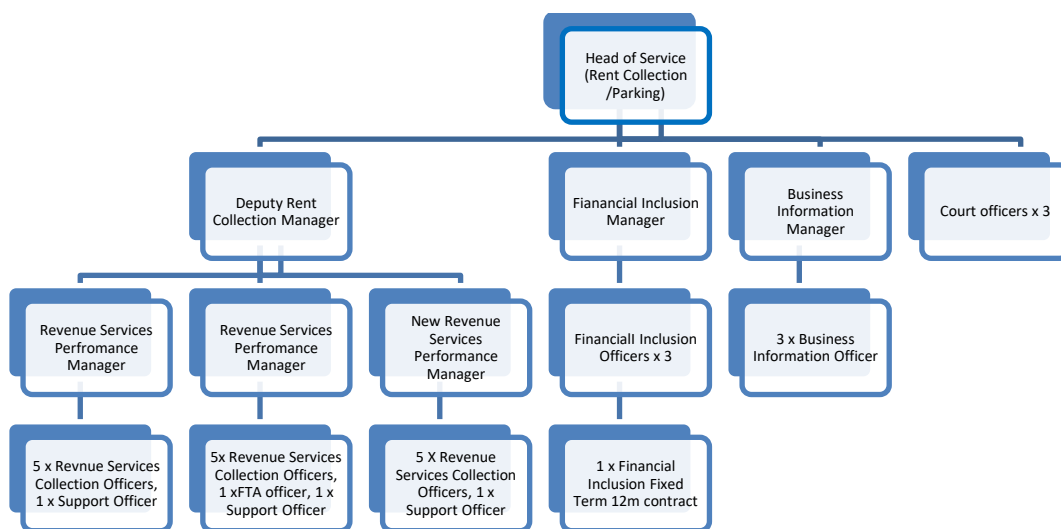 Head of Service
(Rent Collection
/Parking)
Deputy Rent
Collection Manager
Fianancial Inclusion
Manager
Business
Information
Manager
Court officers x 3
Revenue Services
Perfromance
Manager
Revenue Services
Perfromance
Manager
New Revenue
Services
Performance
Manager
Financiall Inclusion
Officers x 3
3 x Business
Information Officer
5 x Revnue Services
Collection Officers,
1 x Support Officer
5x Revenue Services
Collection Officers,
1 xFTA officer, 1 x
Support Officer
5 X Revenue
Services Collection
Officers, 1 x
Support Officer
1 x Financial
Inclusion Fixed
Term 12m contract